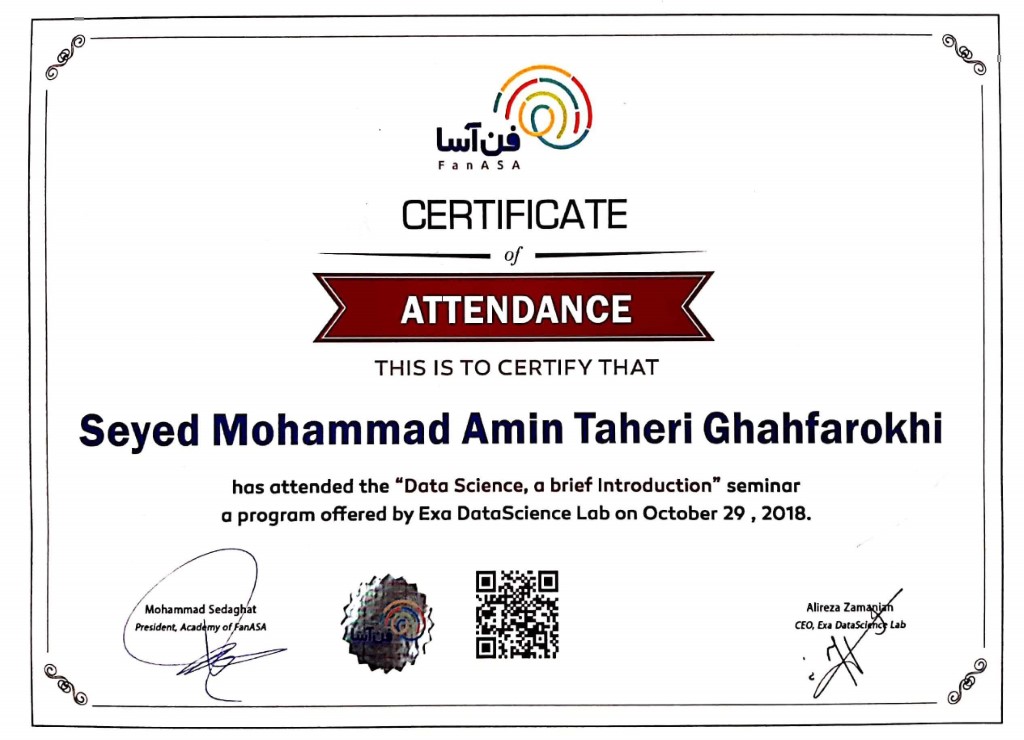 فن آسا
FanASA
CERTIFICATE
of
ATTENDANCE
THIS IS TO CERTIFY THAT
Seyed Mohammad Amin Taheri Ghahfarokhi
has attended the “Data Science, a brief Introduction” seminar
a program offered by Exa DataScience Lab on October 29 , 2018.
Mohammad Sedaghat
President, Academy of FanASA
فن آسا
Alireza Zamanian
CEO, Exa DataScience Lab